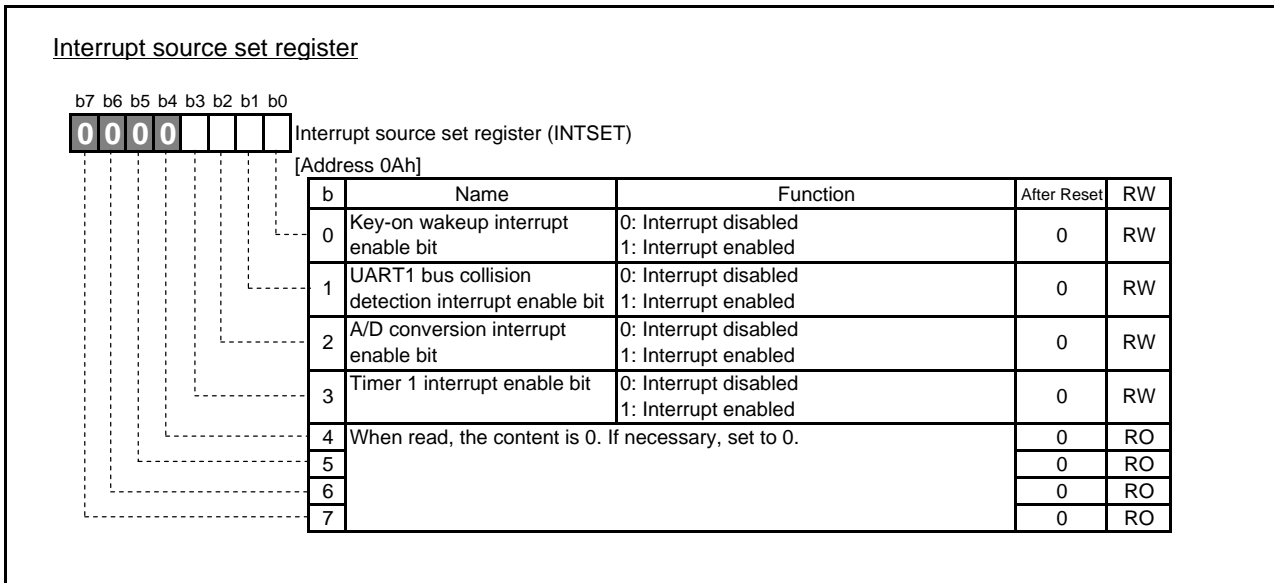 Interrupt source set register
b7 b6 b5 b4 b3 b2 b1 b0
0 0 0 0
Interrupt source set register (INTSET)
[Address 0Ah]
b Name Function After Reset RW
0 Key-on wakeup interrupt enable bit 0: Interrupt disabled 1: Interrupt enabled 0 RW
1 UART1 bus collision detection interrupt enable bit 0: Interrupt disabled 1: Interrupt enabled 0 RW
2 A/D conversion interrupt enable bit 0: Interrupt disabled 1: Interrupt enabled 0 RW
3 Timer 1 interrupt enable bit 0: Interrupt disabled 1: Interrupt enabled 0 RW
4 When read, the content is 0. If necessary, set to 0. 0 RO
5 0 RO
6 0 RO
7 0 RO